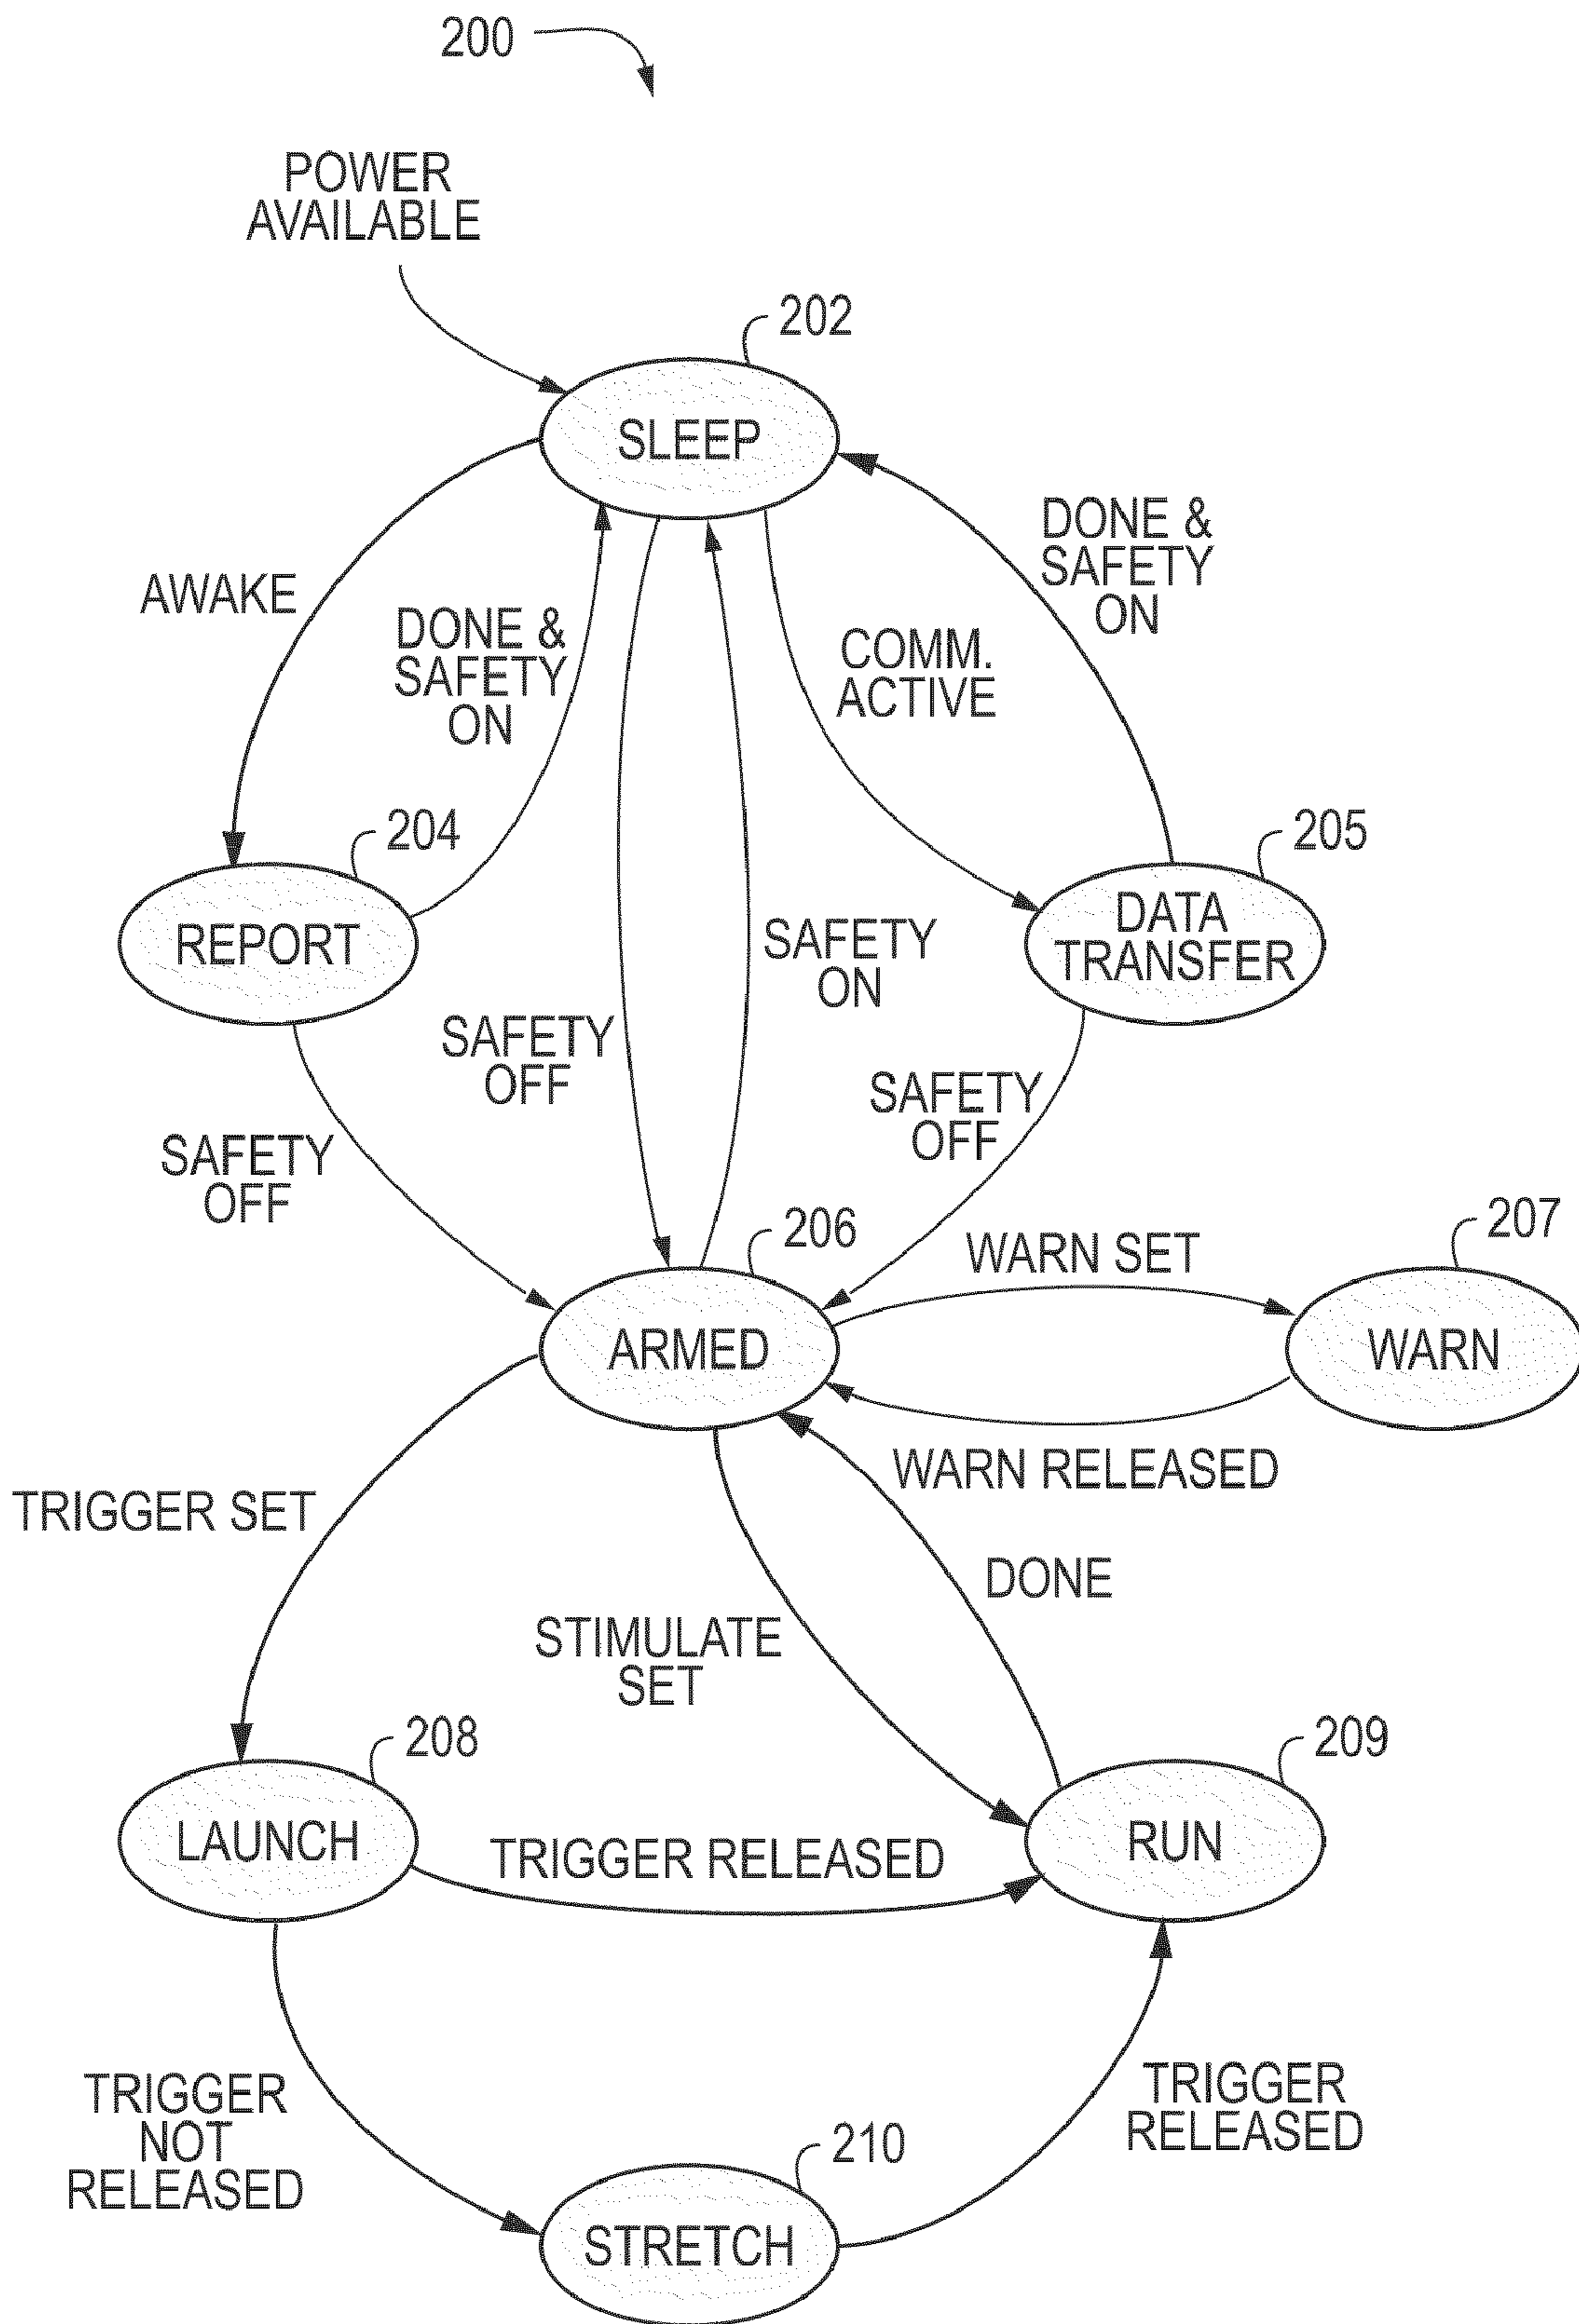 200
POWER
AVAILABLE
202
SLEEP
AWAKE
DONE &
SAFETY
ON
COMM.
ACTIVE
DONE &
SAFETY
ON
204
REPORT
205
DATA
TRANSFER
SAFETY
OFF
SAFETY
ON
SAFETY
OFF
SAFETY
OFF
206
ARMED
WARN SET
207
WARN
WARN RELEASED
TRIGGER SET
STIMULATE
SET
DONE
208
LAUNCH
TRIGGER RELEASED
209
RUN
TRIGGER
NOT
RELEASED
210
STRETCH
TRIGGER
RELEASED